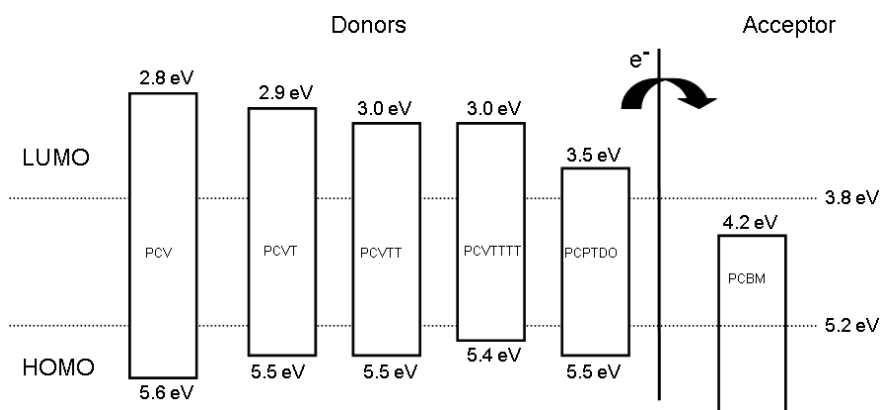 Donors
Acceptor
e-
2.8 eV
2.9 eV
3.0 eV
3.0 eV
3.5 eV
LUMO
3.8 eV
4.2 eV
PCV
PCVT
PCVTT
PCVTTTT
PCPTDO
PCBM
5.2 eV
HOMO
5.6 eV
5.5 eV
5.5 eV
5.4 eV
5.5 eV